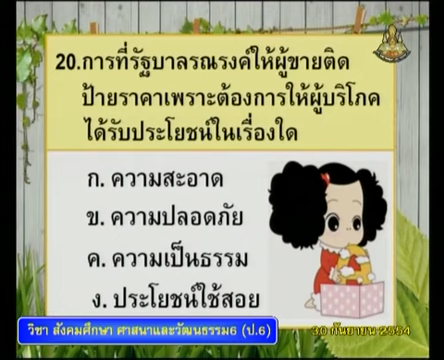 20.การที่รัฐบาลรณรงค์ให้ผู้ขายติด
ป้ายราคาเพราะต้องการให้ผู้บริโภค
ได้รับประโยชน์ในเรื่องใด
ก. ความสะอาด
ข. ความปลอดภัย
ค. ความเป็นธรรม
ง. ประโยชน์ใช้สอย
วิชา สังคมศึกษา ศาสนาและวัฒนธรรม6 (ป.6)
30 กันยายน 2554